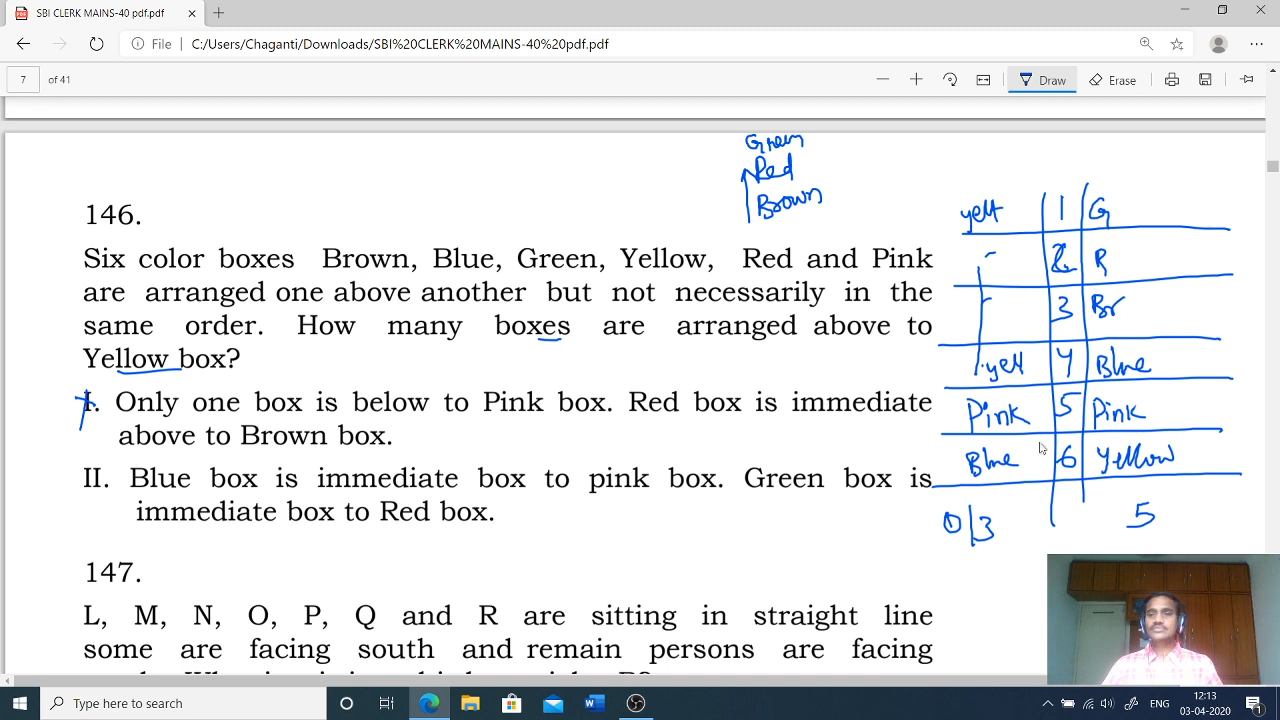 SBI CLERK MAINS-40 pdf.pdf
File C:/Users/Chaganti/Downloads/SBI%20CLERK%20MAINS-40%20pdf.pdf
7 of 41 Draw Erase
Green
Red
Brown
146.
Six color boxes Brown, Blue, Green, Yellow, Red and Pink
are arranged one above another but not necessarily in the
same order. How many boxes are arranged above to
Yellow box?
I. Only one box is below to Pink box. Red box is immediate
above to Brown box.
II. Blue box is immediate box to pink box. Green box is
immediate box to Red box.
147.
L, M, N, O, P, Q and R are sitting in straight line
some are facing south and remain persons are facing
yell 1 G
2 R
3 Br
yell 4 Blue
Pink 5 Pink
Blue 6 Yellow
0/3 5
Type here to search
ENG
12:13
03-04-2020